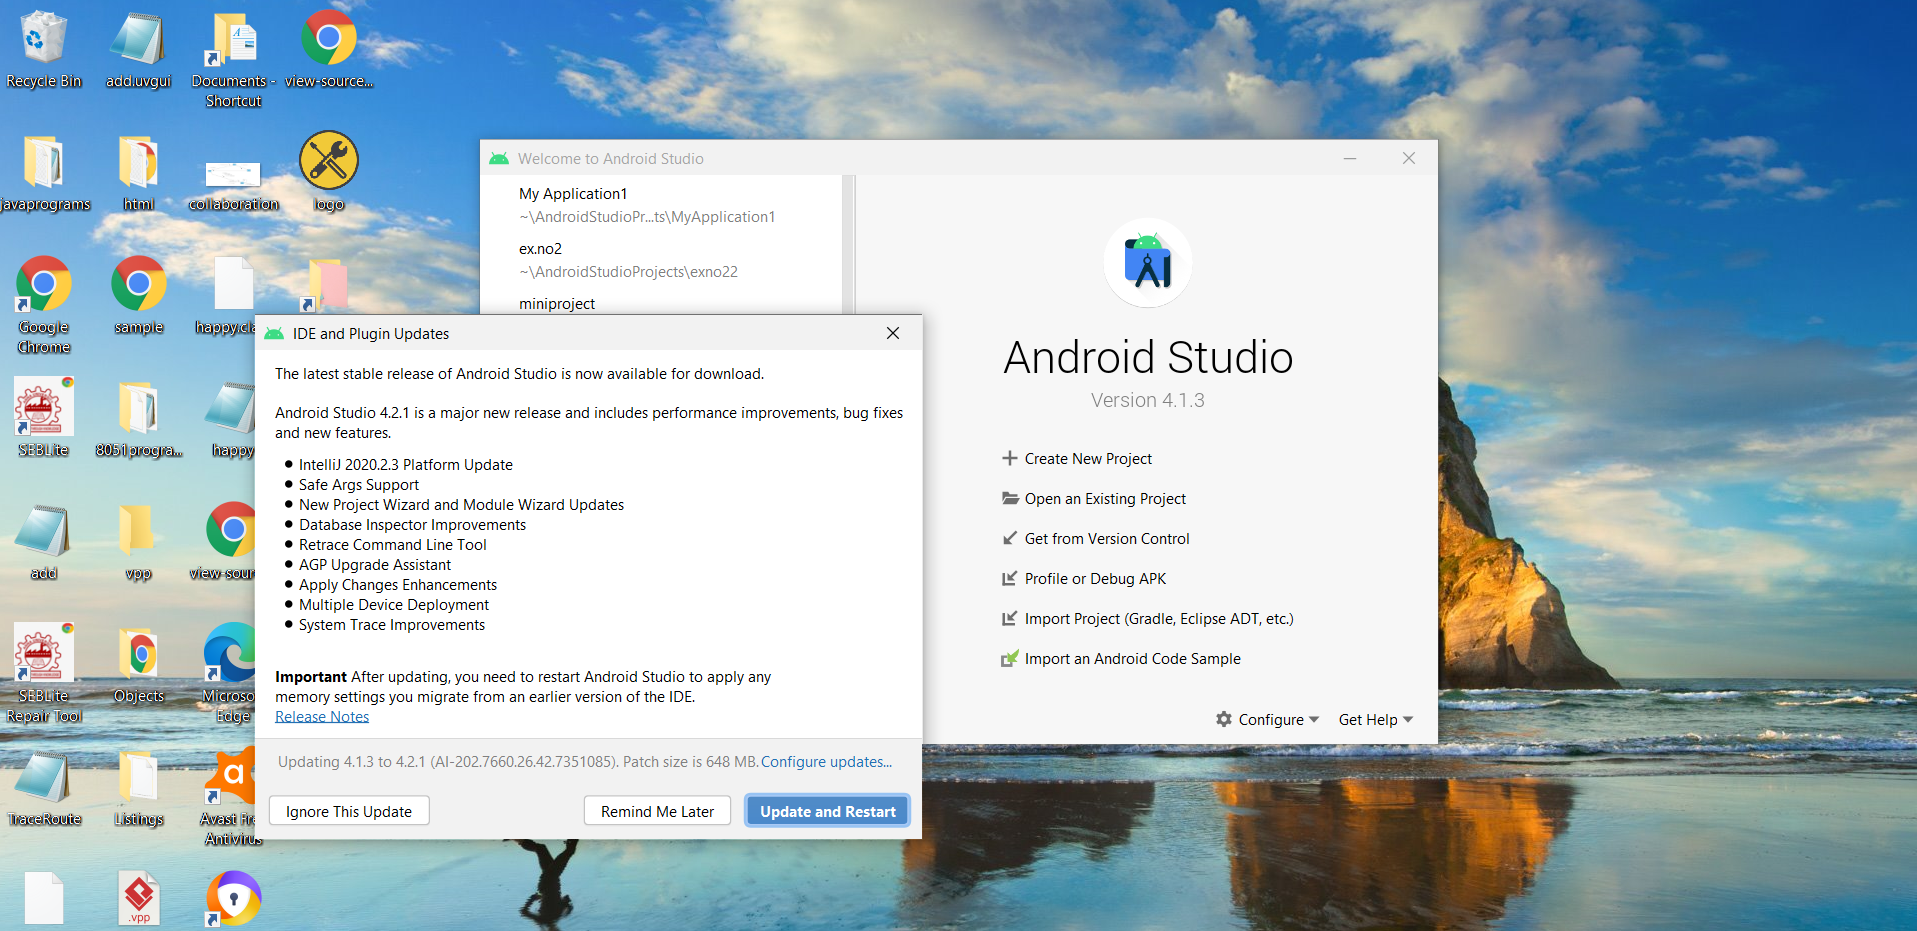 Recycle Bin
add.uvgui
Documents -
Shortcut
view-source...
javaprograms
html
collaboration
logo
Google
Chrome
sample
happy.cla
SEBLite
8051progra...
happy
add
vpp
view-sour
SEBLite
Repair Tool
Objects
Microso
Edge
TraceRoute
Listings
Avast Fre
Antivirus
.vpp
Welcome to Android Studio
My Application1
~\AndroidStudioPr...ts\MyApplication1
ex.no2
~\AndroidStudioProjects\exno22
miniproject
Android Studio
Version 4.1.3
Create New Project
Open an Existing Project
Get from Version Control
Profile or Debug APK
Import Project (Gradle, Eclipse ADT, etc.)
Import an Android Code Sample
Configure
Get Help
IDE and Plugin Updates
The latest stable release of Android Studio is now available for download.
Android Studio 4.2.1 is a major new release and includes performance improvements, bug fixes
and new features.
IntelliJ 2020.2.3 Platform Update
Safe Args Support
New Project Wizard and Module Wizard Updates
Database Inspector Improvements
Retrace Command Line Tool
AGP Upgrade Assistant
Apply Changes Enhancements
Multiple Device Deployment
System Trace Improvements
Important After updating, you need to restart Android Studio to apply any
memory settings you migrate from an earlier version of the IDE.
Release Notes
Updating 4.1.3 to 4.2.1 (AI-202.7660.26.42.7351085). Patch size is 648 MB. Configure updates...
Ignore This Update
Remind Me Later
Update and Restart